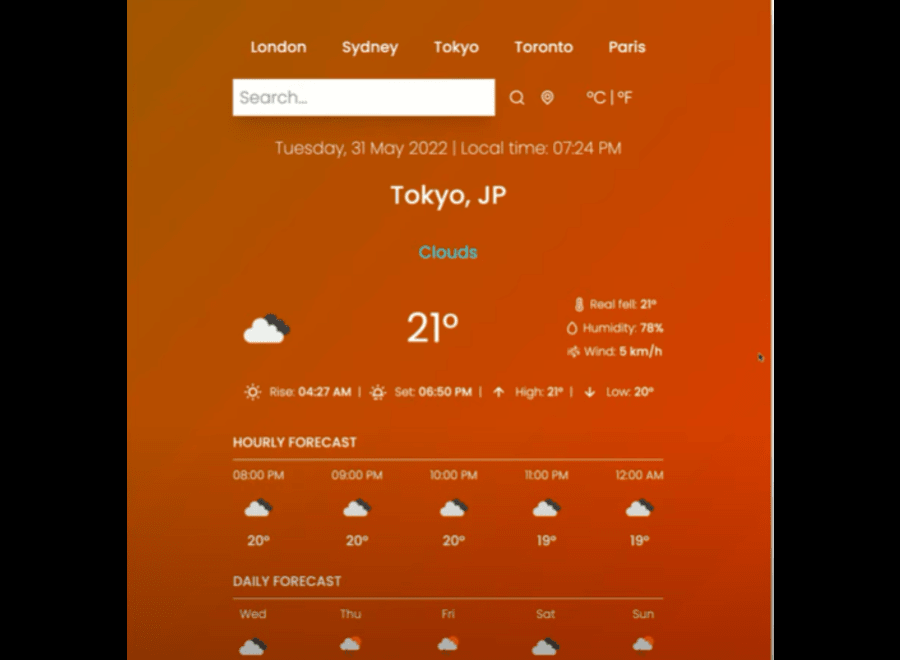 London Sydney Tokyo Toronto Paris
Search... °C | °F
Tuesday, 31 May 2022 | Local time: 07:24 PM
Tokyo, JP
Clouds
21°
Real fell: 21°
Humidity: 78%
Wind: 5 km/h
Rise: 04:27 AM | Set: 06:50 PM | High: 21° | Low: 20°
HOURLY FORECAST
08:00 PM 09:00 PM 10:00 PM 11:00 PM 12:00 AM
20° 20° 20° 19° 19°
DAILY FORECAST
Wed Thu Fri Sat Sun